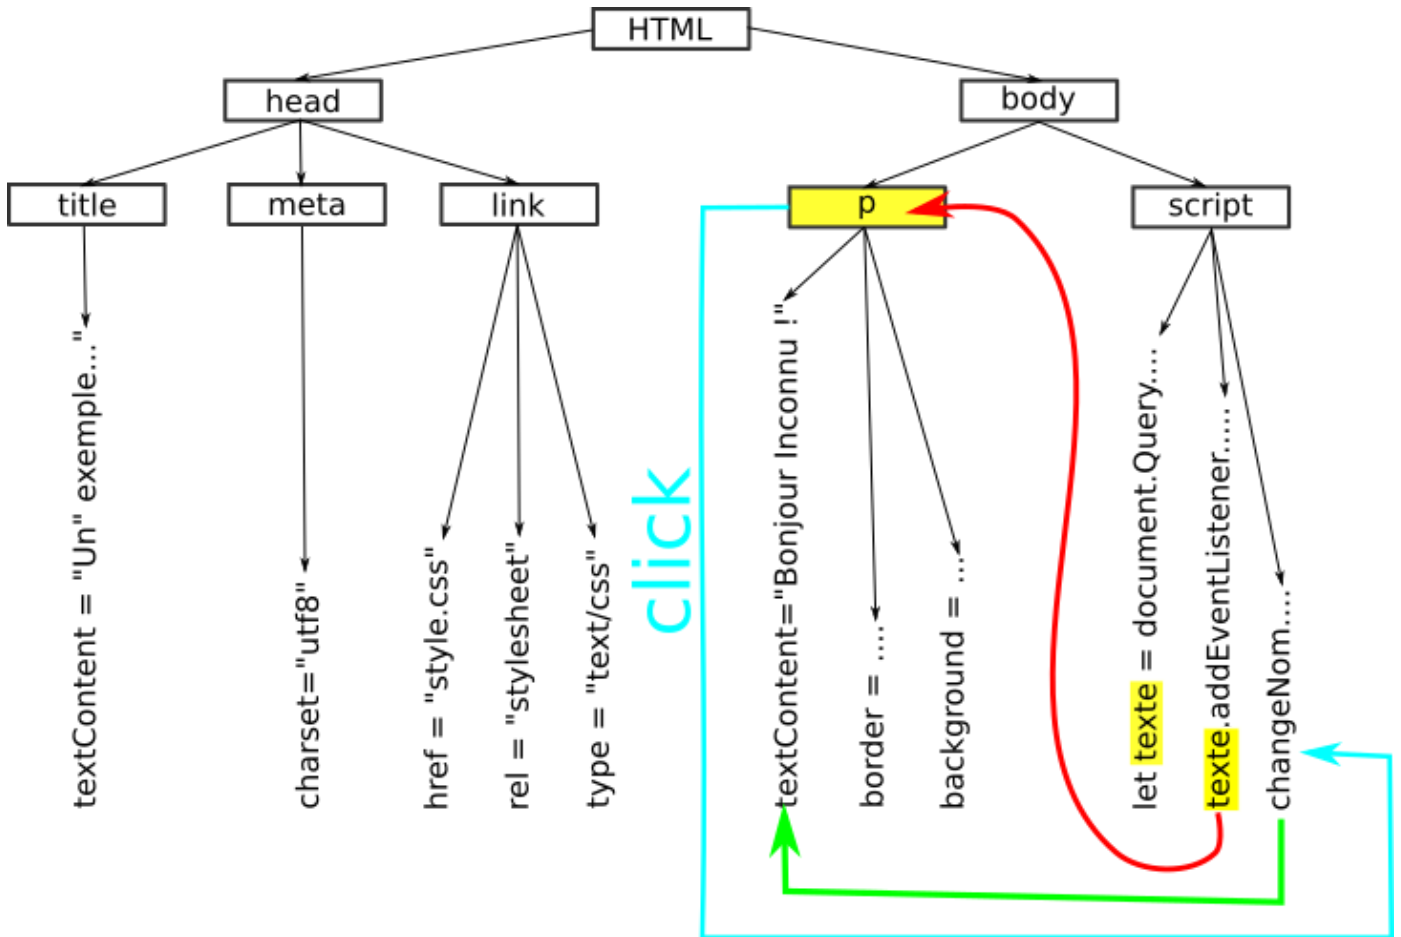 HTML
head
body
title
meta
link
p
script
click
textContent = "Un" exemple..."
charset="utf8"
href = "style.css"
rel = "stylesheet"
type = "text/css"
textContent="Bonjour Inconnu !"
border = ....
background = ....
let texte = document.Query....
texte.addEventListener.....
changeNom....